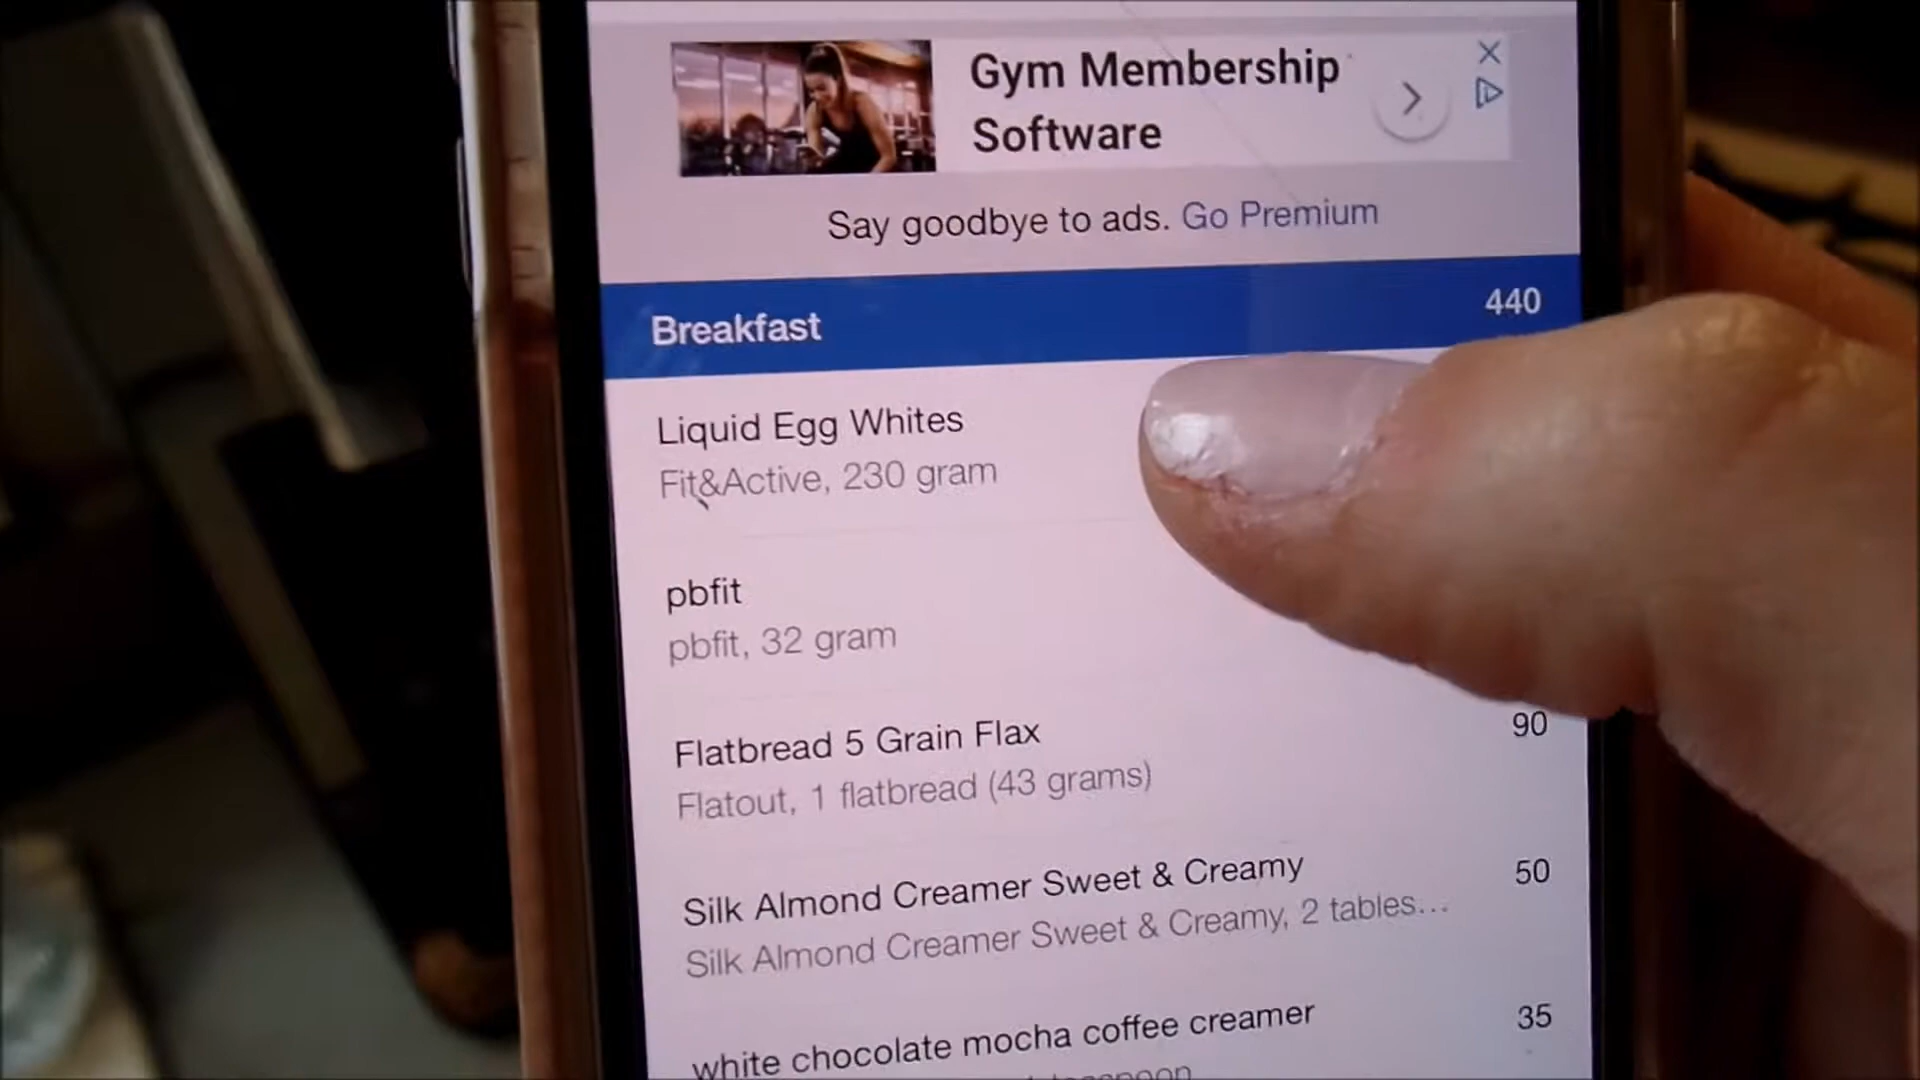 Gym Membership
Software
Say goodbye to ads. Go Premium
Breakfast 440
Liquid Egg Whites
Fit&Active, 230 gram
pbfit
pbfit, 32 gram
Flatbread 5 Grain Flax 90
Flatout, 1 flatbread (43 grams)
Silk Almond Creamer Sweet & Creamy 50
Silk Almond Creamer Sweet & Creamy, 2 tables...
white chocolate mocha coffee creamer 35